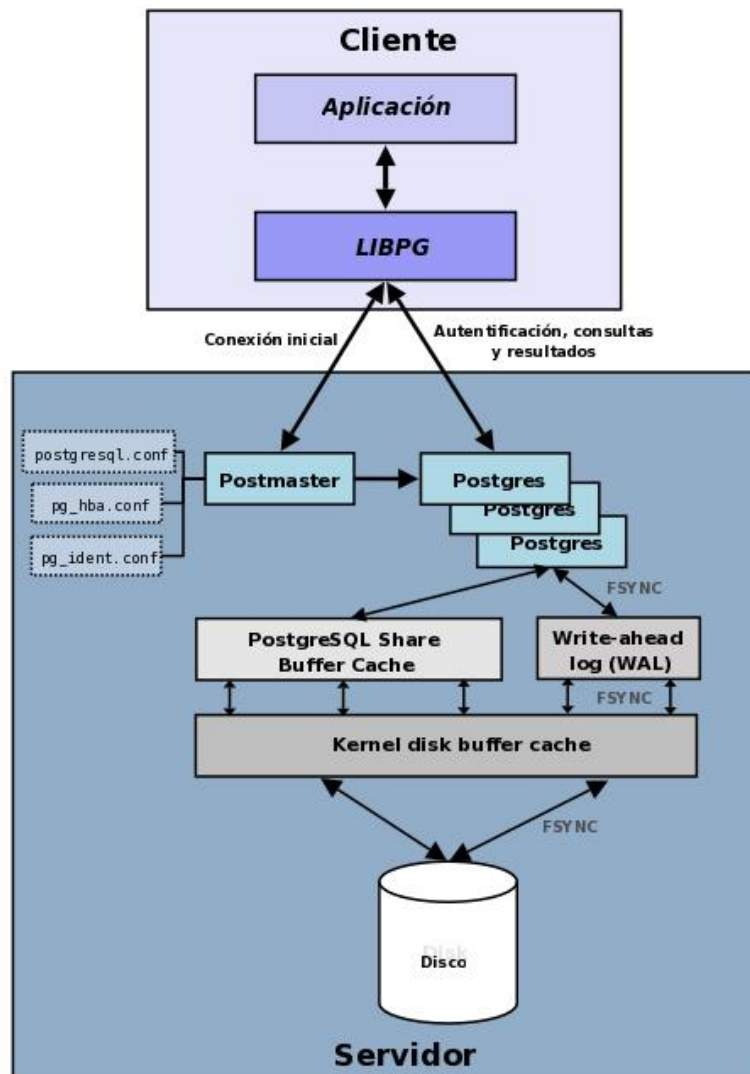 Cliente
Aplicación
LIBPG
Conexión inicial
Autentificación, consultas
y resultados
postgresql.conf
pg_hba.conf
pg_ident.conf
Postmaster
Postgres
Postgres
Postgres
FSYNC
PostgreSQL Share
Buffer Cache
Write-ahead
log (WAL)
FSYNC
Kernel disk buffer cache
FSYNC
Disk
Disco
Servidor